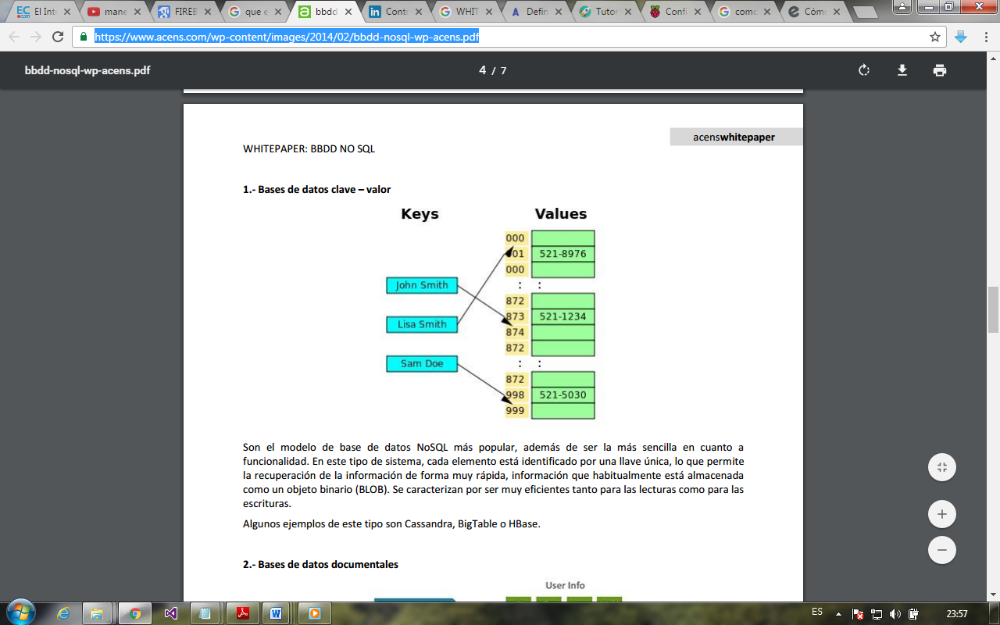 El Inte
mane
FIREB
que e
bbdd
Contr
WHIT
Defin
Tutor
Confi
como
Cómo
https://www.acens.com/wp-content/images/2014/02/bbdd-nosql-wp-acens.pdf
bbdd-nosql-wp-acens.pdf
4 / 7
acenswhitepaper
WHITEPAPER: BBDD NO SQL
1.- Bases de datos clave – valor
Keys Values
000
001 521-8976
000
John Smith
: :
872
873 521-1234
Lisa Smith
874
872
Sam Doe
: :
872
998 521-5030
999
Son el modelo de base de datos NoSQL más popular, además de ser la más sencilla en cuanto a
funcionalidad. En este tipo de sistema, cada elemento está identificado por una llave única, lo que permite
la recuperación de la información de forma muy rápida, información que habitualmente está almacenada
como un objeto binario (BLOB). Se caracterizan por ser muy eficientes tanto para las lecturas como para las
escrituras.
Algunos ejemplos de este tipo son Cassandra, BigTable o HBase.
2.- Bases de datos documentales
User Info
ES
23:57